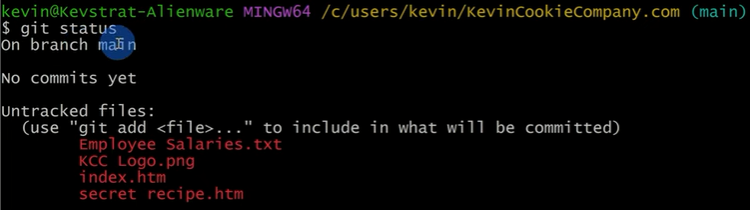 kevin@Kevstrat-Alienware MINGW64 /c/users/kevin/KevinCookieCompany.com (main)
$ git status
On branch main
No commits yet
Untracked files:
(use "git add <file>..." to include in what will be committed)
Employee Salaries.txt
KCC Logo.png
index.htm
secret recipe.htm